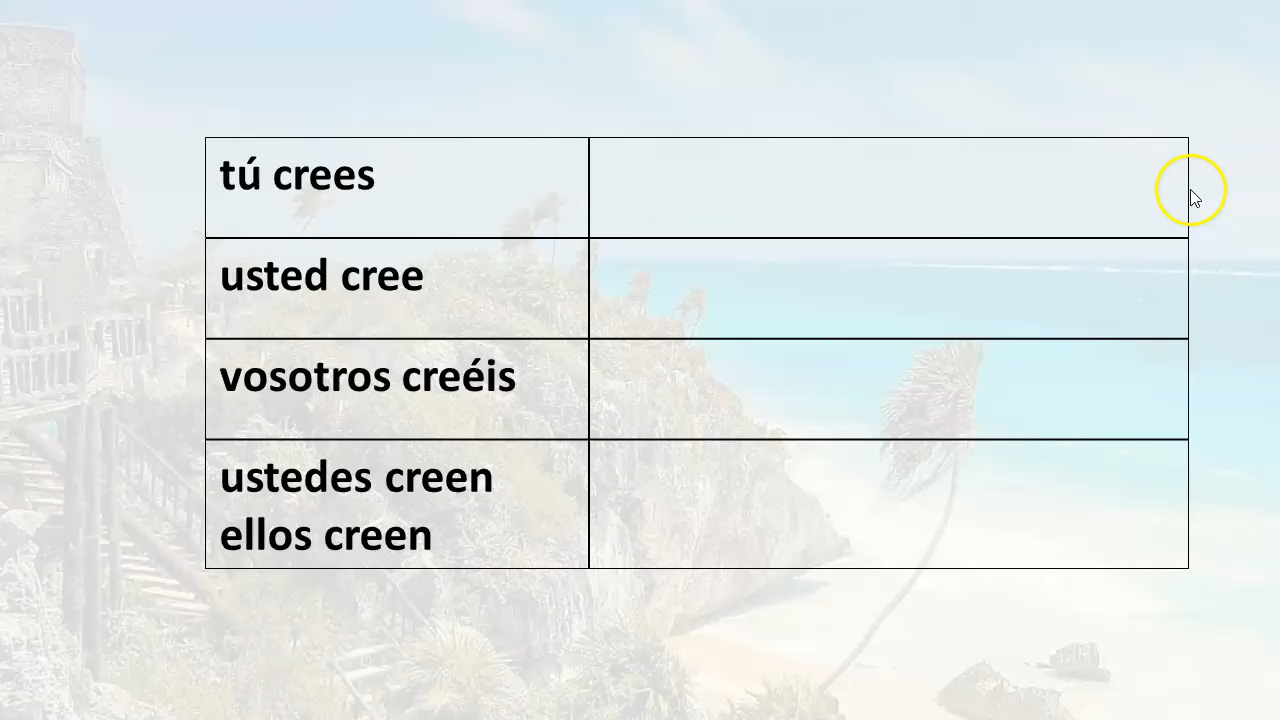 tú crees
usted cree
vosotros creéis
ustedes creen
ellos creen